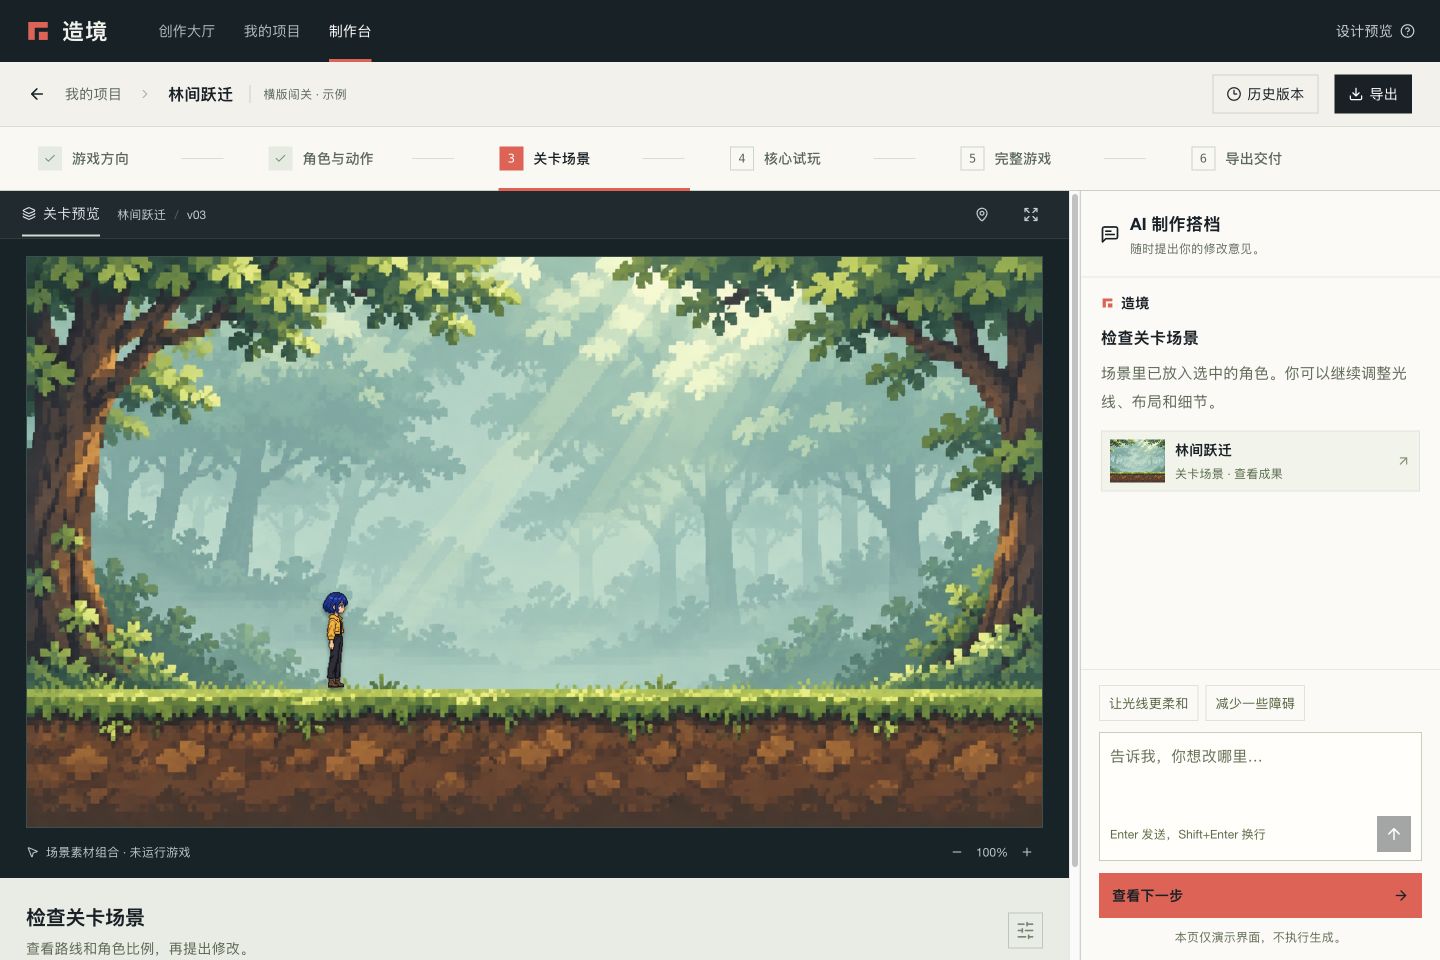 造境
创作大厅
我的项目
制作台
设计预览
我的项目
林间跃迁
横版闯关 · 示例
历史版本
导出
游戏方向
角色与动作
3 关卡场景
4 核心试玩
5 完整游戏
6 导出交付
关卡预览
林间跃迁 / v03
AI 制作搭档
随时提出你的修改意见。
造境
检查关卡场景
场景里已放入选中的角色。你可以继续调整光
线、布局和细节。
林间跃迁
关卡场景 · 查看成果
让光线更柔和
减少一些障碍
告诉我，你想改哪里...
Enter 发送，Shift+Enter 换行
查看下一步
本页仅演示界面，不执行生成。
场景素材组合 · 未运行游戏
100%
检查关卡场景
查看路线和角色比例，再提出修改。